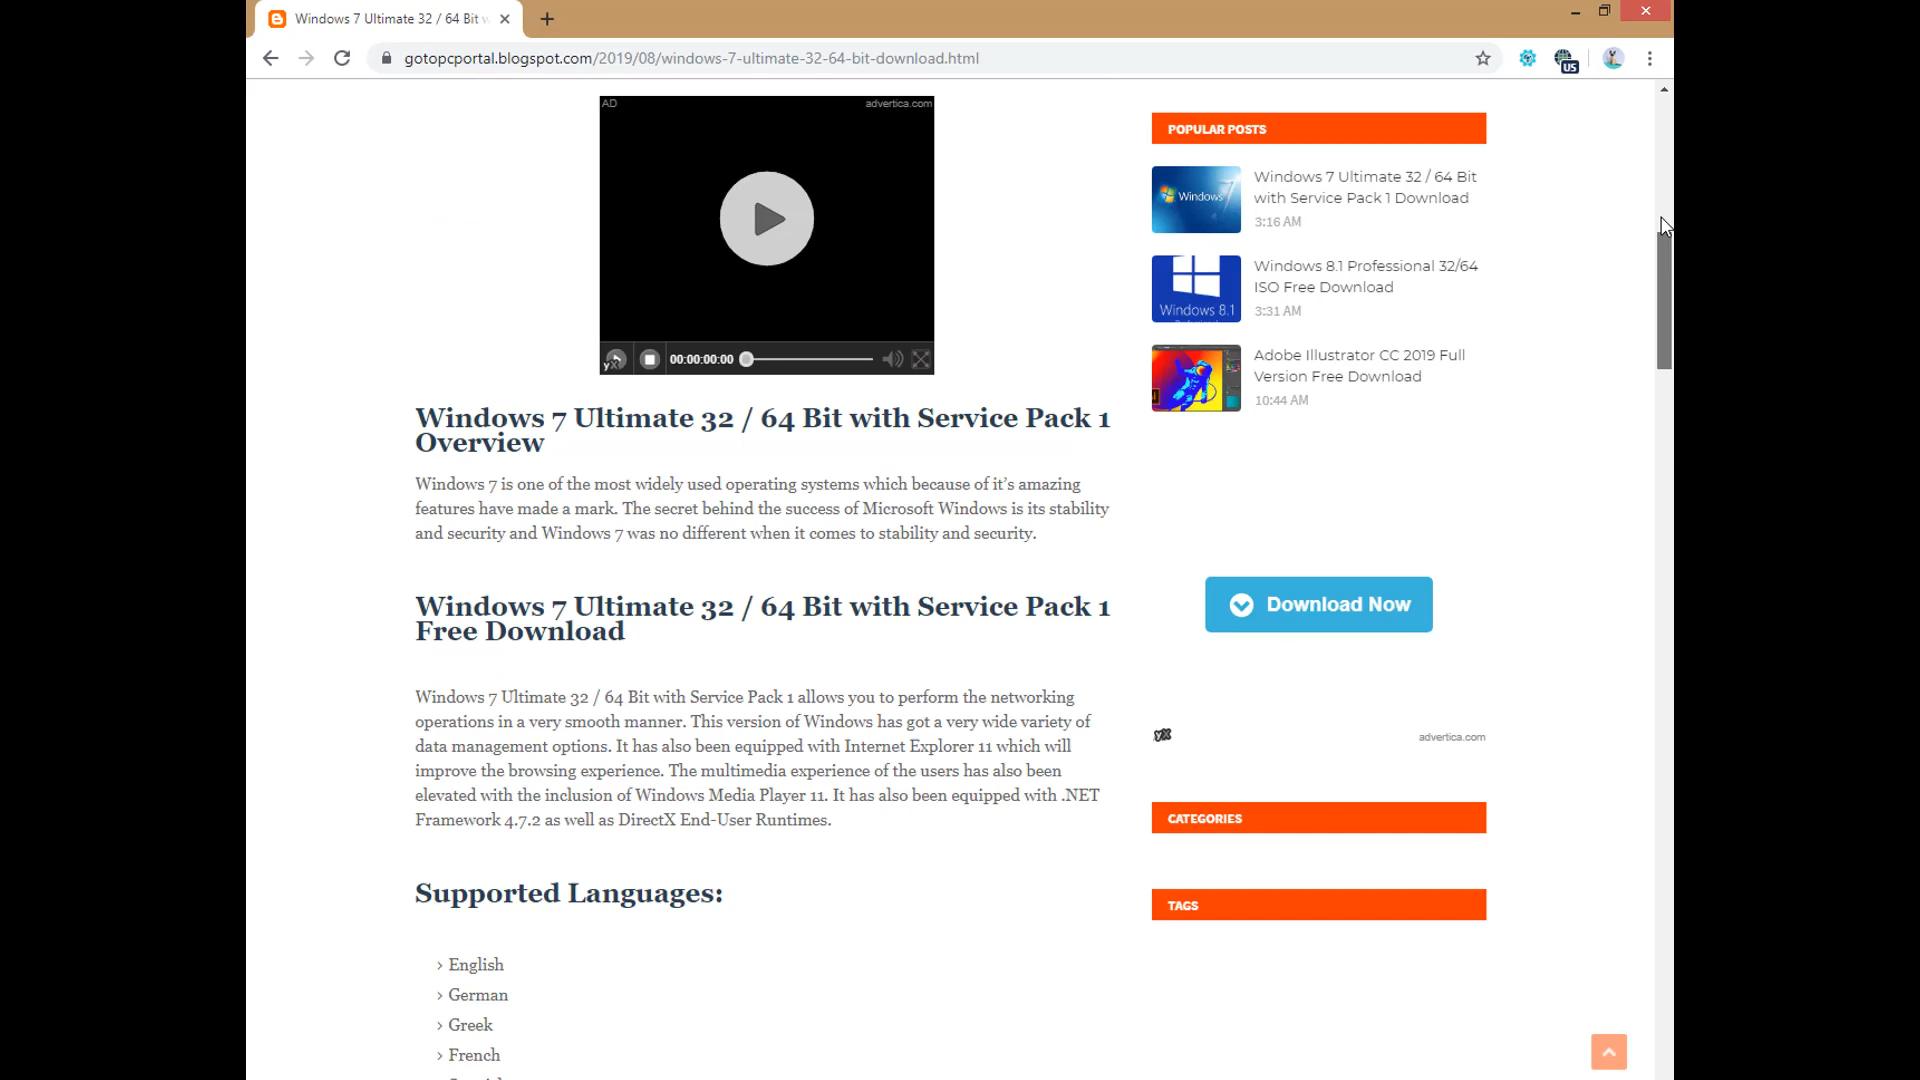 Windows 7 Ultimate 32 / 64 Bit w
gotopcportal.blogspot.com/2019/08/windows-7-ultimate-32-64-bit-download.html
US
AD
advertica.com
yX
00:00:00:00
Windows 7 Ultimate 32 / 64 Bit with Service Pack 1
Overview
Windows 7 is one of the most widely used operating systems which because of it’s amazing
features have made a mark. The secret behind the success of Microsoft Windows is its stability
and security and Windows 7 was no different when it comes to stability and security.
Windows 7 Ultimate 32 / 64 Bit with Service Pack 1
Free Download
Windows 7 Ultimate 32 / 64 Bit with Service Pack 1 allows you to perform the networking
operations in a very smooth manner. This version of Windows has got a very wide variety of
data management options. It has also been equipped with Internet Explorer 11 which will
improve the browsing experience. The multimedia experience of the users has also been
elevated with the inclusion of Windows Media Player 11. It has also been equipped with .NET
Framework 4.7.2 as well as DirectX End-User Runtimes.
Supported Languages:
English
German
Greek
French
POPULAR POSTS
Windows 7
Windows 7 Ultimate 32 / 64 Bit
with Service Pack 1 Download
3:16 AM
Windows 8.1
Windows 8.1 Professional 32/64
ISO Free Download
3:31 AM
Adobe Illustrator CC 2019 Full
Version Free Download
10:44 AM
Download Now
yX
advertica.com
CATEGORIES
TAGS